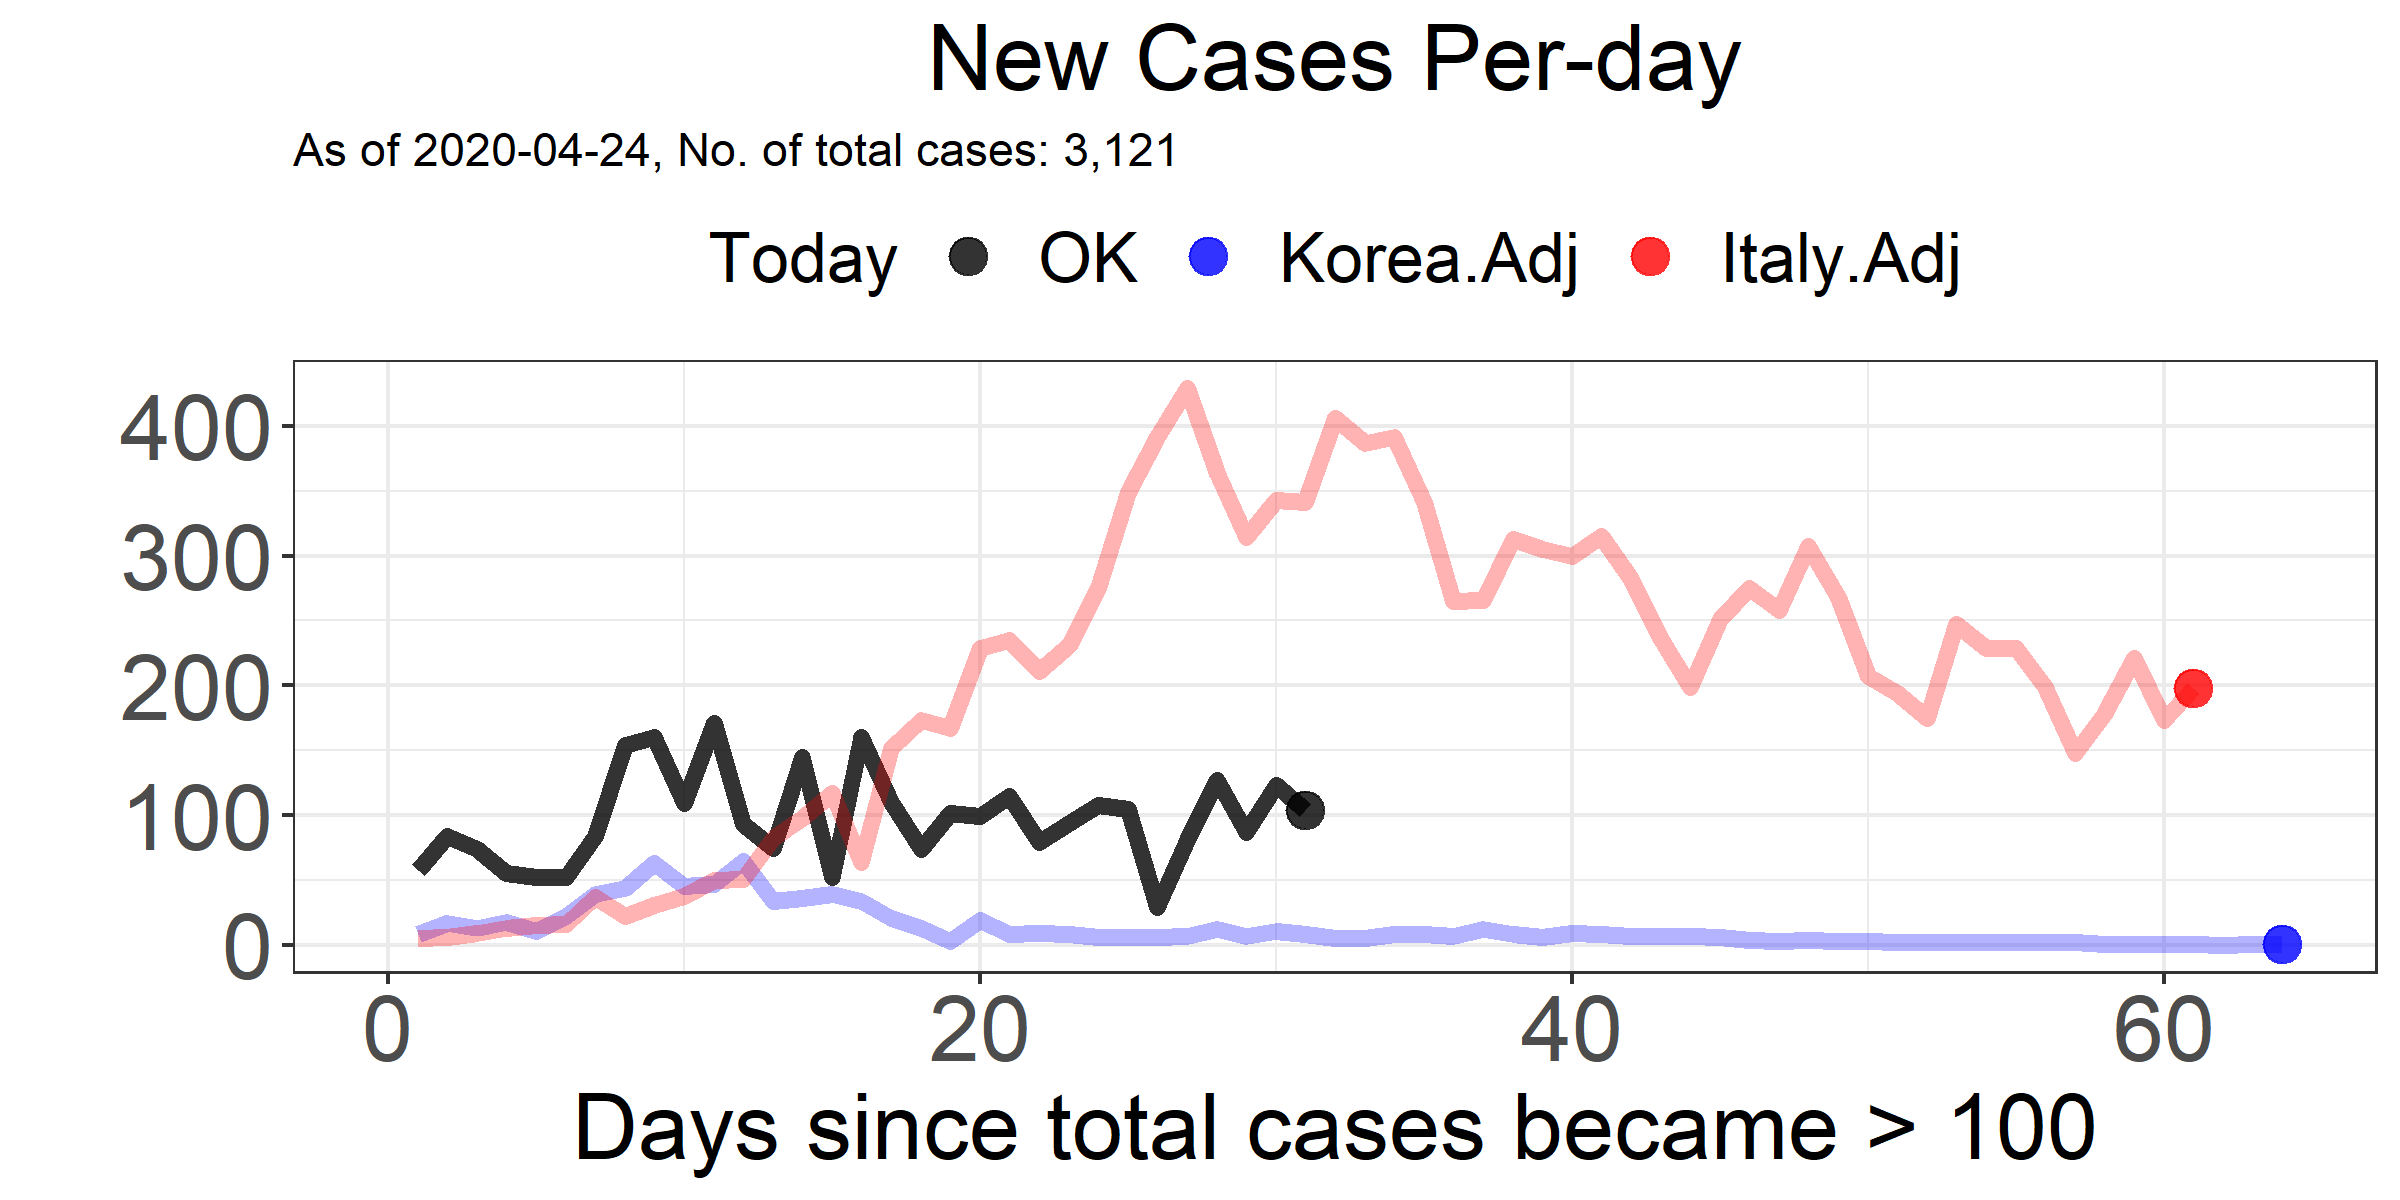 New Cases Per-day
As of 2020-04-24, No. of total cases: 3,121
Today OK Korea.Adj Italy.Adj
400
300
200
100
0
0 20 40 60
Days since total cases became > 100